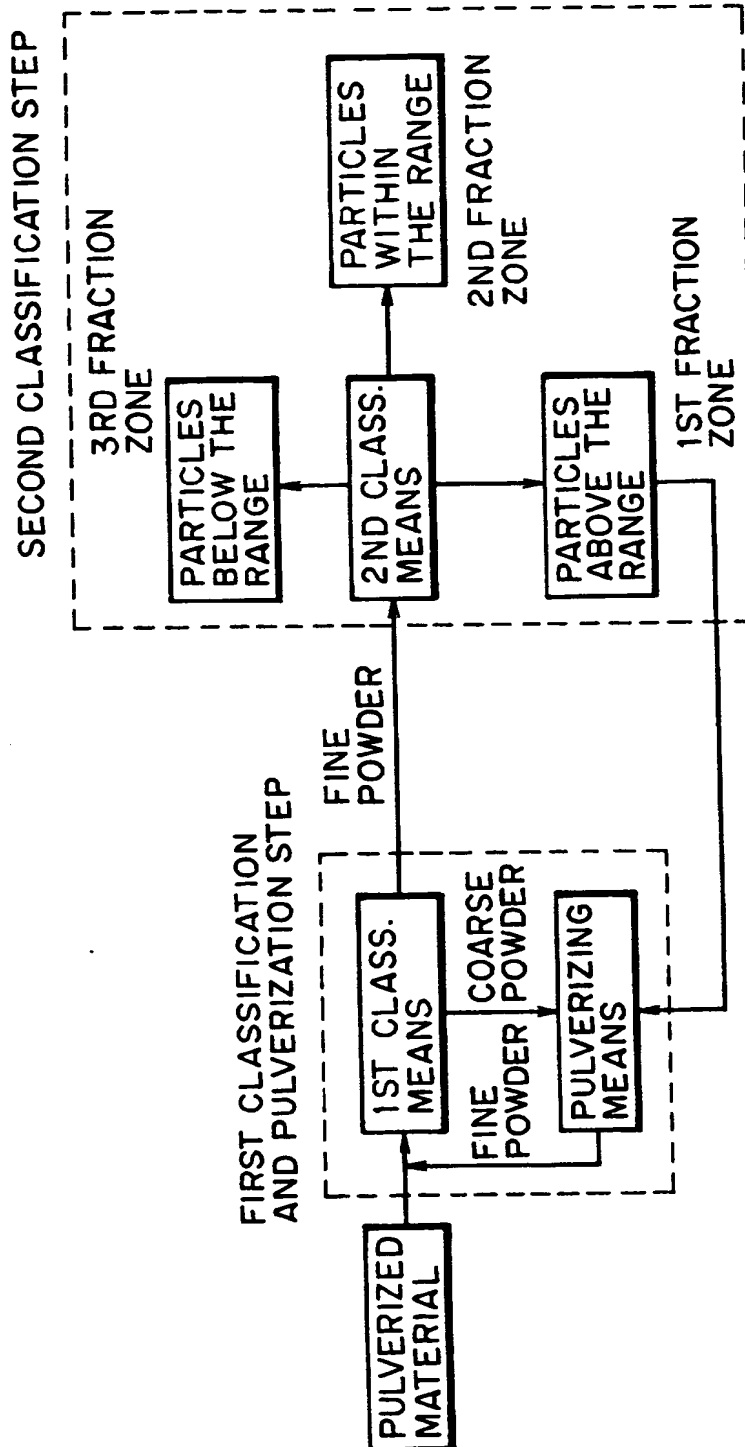 SECOND CLASSIFICATION STEP
FIRST CLASSIFICATION
AND PULVERIZATION STEP
PULVERIZED
MATERIAL
1ST CLASS.
MEANS
FINE
POWDER
COARSE
POWDER
PULVERIZING
MEANS
FINE
POWDER
3RD FRACTION
ZONE
PARTICLES
BELOW THE
RANGE
2ND CLASS.
MEANS
PARTICLES
WITHIN
THE RANGE
2ND FRACTION
ZONE
PARTICLES
ABOVE THE
RANGE
1ST FRACTION
ZONE